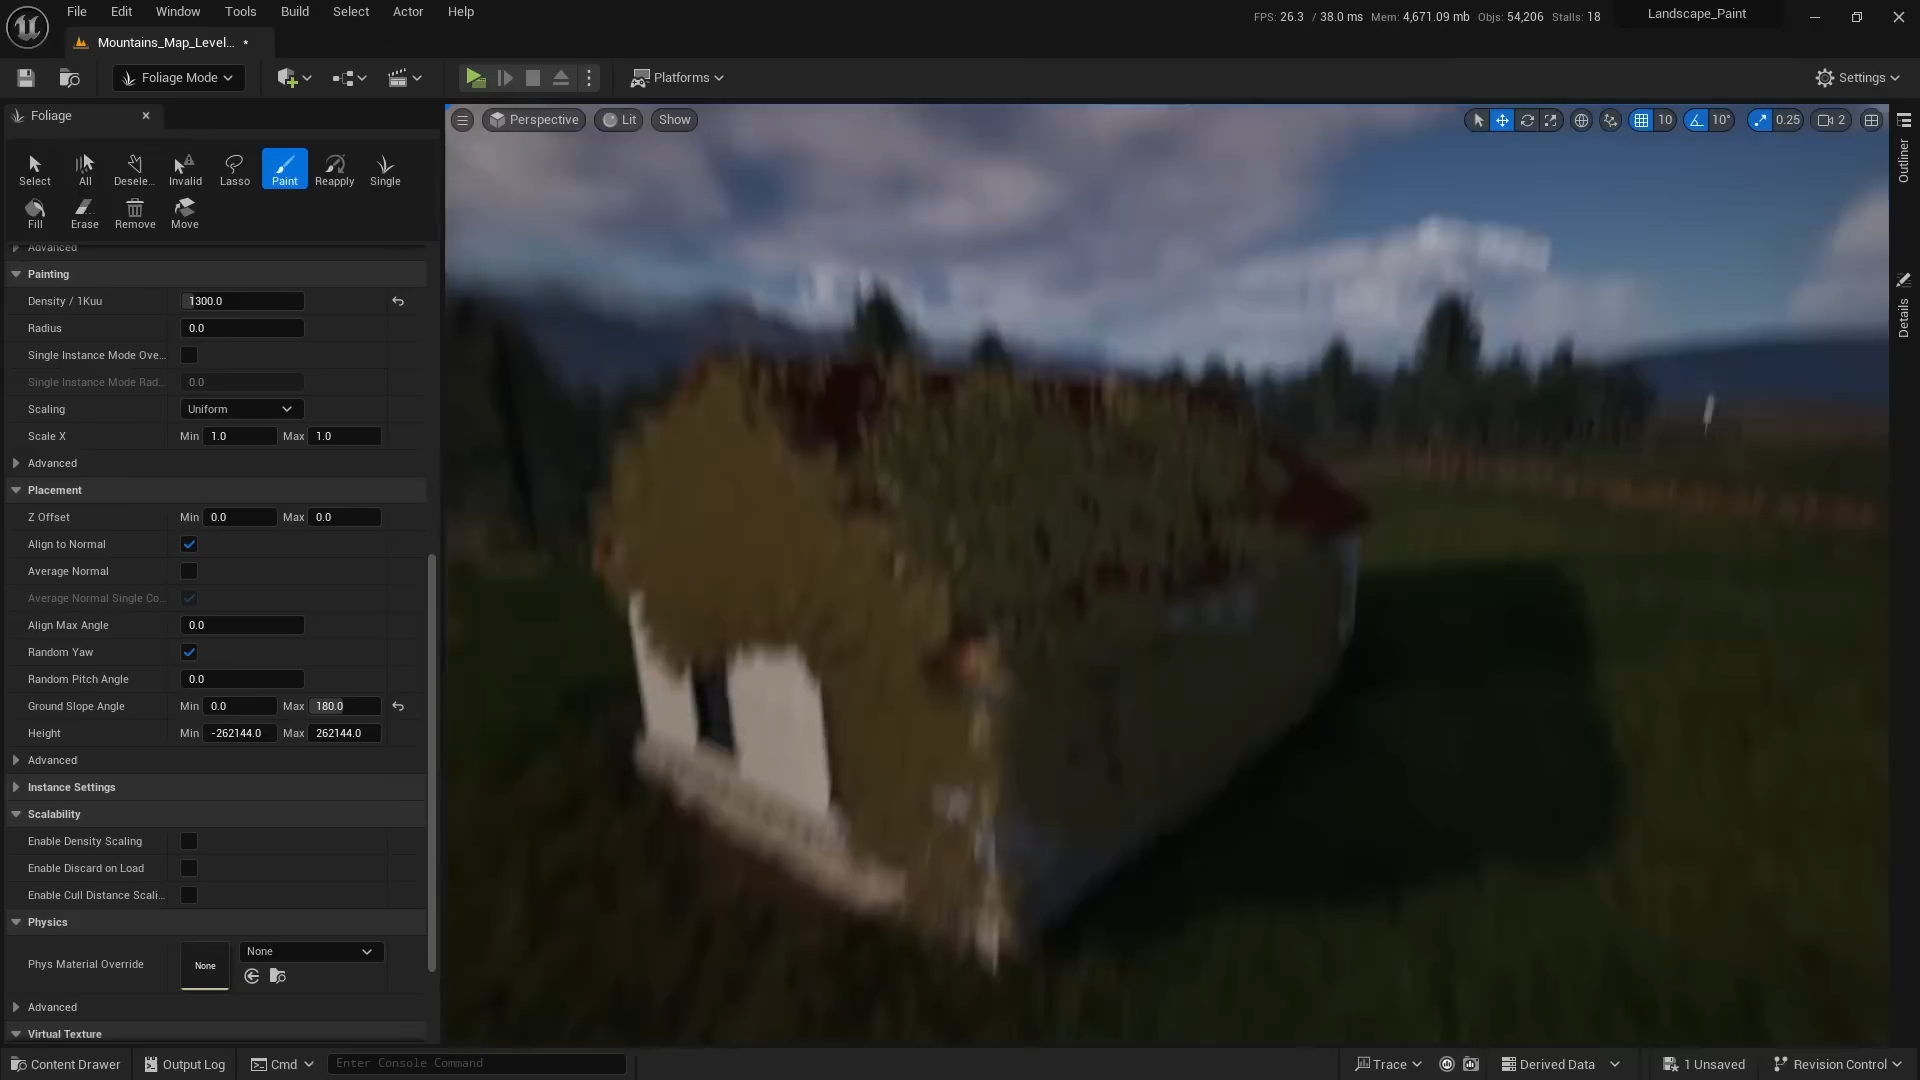 File Edit Window Tools Build Select Actor Help
FPS: 26.3 / 38.0 ms Mem: 4,671.09 mb Objs: 54,206 Stalls: 18
Landscape_Paint
Mountains_Map_Level... •
Foliage Mode
Platforms
Settings
Foliage
Perspective Lit Show
10 10° 0.25 2
Select All Desele... Invalid Lasso Paint Reapply Single
Fill Erase Remove Move
Advanced
Painting
Density / 1Kuu 1300.0
Radius 0.0
Single Instance Mode Ove...
Single Instance Mode Rad... 0.0
Scaling Uniform
Scale X Min 1.0 Max 1.0
Advanced
Placement
Z Offset Min 0.0 Max 0.0
Align to Normal
Average Normal
Average Normal Single Co...
Align Max Angle 0.0
Random Yaw
Random Pitch Angle 0.0
Ground Slope Angle Min 0.0 Max 180.0
Height Min -262144.0 Max 262144.0
Advanced
Instance Settings
Scalability
Enable Density Scaling
Enable Discard on Load
Enable Cull Distance Scali...
Physics
Phys Material Override None None
Advanced
Virtual Texture
Outliner
Details
Content Drawer Output Log Cmd Enter Console Command
Trace Derived Data 1 Unsaved Revision Control